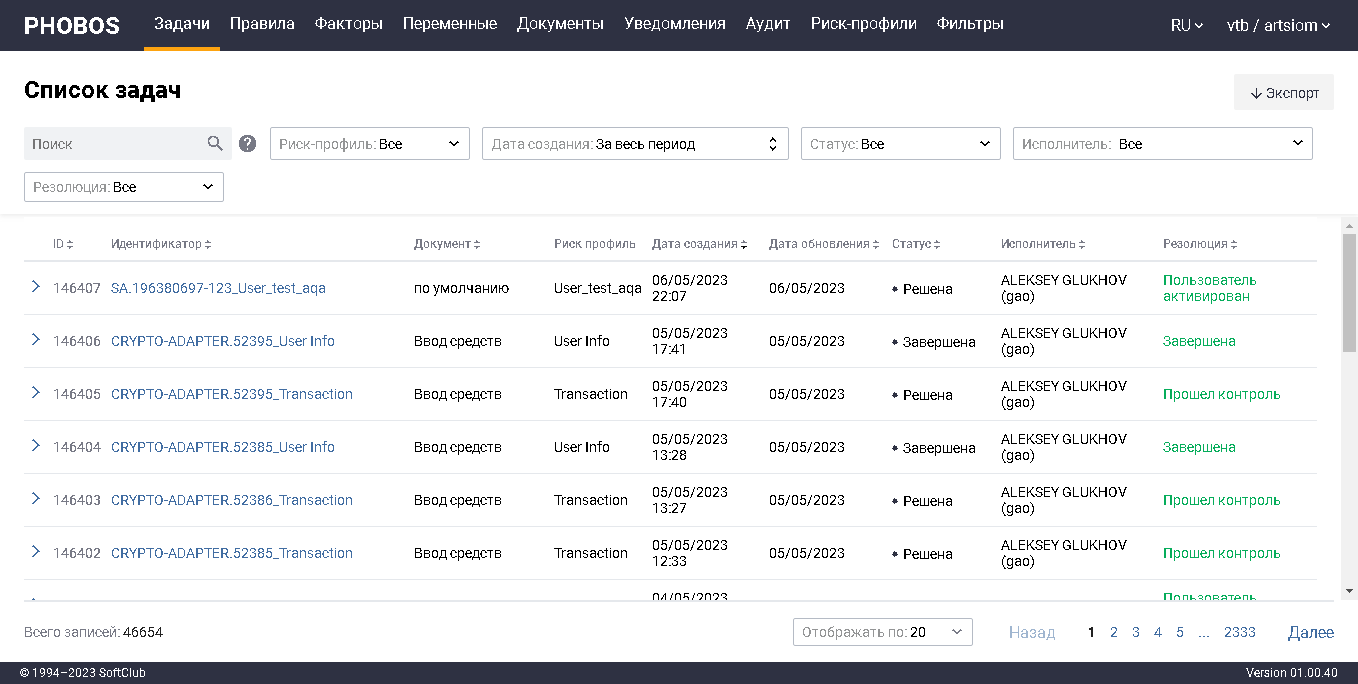 PHOBOS Задачи Правила Факторы Переменные Документы Уведомления Аудит Риск-профили Фильтры RU vtb / artsiom
Список задач
Экспорт
Поиск Риск-профиль: Все Дата создания: За весь период Статус: Все Исполнитель: Все
Резолюция: Все
ID Идентификатор Документ Риск профиль Дата создания Дата обновления Статус Исполнитель Резолюция
146407 SA.196380697-123_User_test_aqa по умолчанию User_test_aqa 06/05/2023 22:07 06/05/2023 Решена ALEKSEY GLUKHOV (gao) Пользователь активирован
146406 CRYPTO-ADAPTER.52395_User Info Ввод средств User Info 05/05/2023 17:41 05/05/2023 Завершена ALEKSEY GLUKHOV (gao) Завершена
146405 CRYPTO-ADAPTER.52395_Transaction Ввод средств Transaction 05/05/2023 17:40 05/05/2023 Решена ALEKSEY GLUKHOV (gao) Прошел контроль
146404 CRYPTO-ADAPTER.52385_User Info Ввод средств User Info 05/05/2023 13:28 05/05/2023 Завершена ALEKSEY GLUKHOV (gao) Завершена
146403 CRYPTO-ADAPTER.52386_Transaction Ввод средств Transaction 05/05/2023 13:27 05/05/2023 Решена ALEKSEY GLUKHOV (gao) Прошел контроль
146402 CRYPTO-ADAPTER.52385_Transaction Ввод средств Transaction 05/05/2023 12:33 05/05/2023 Решена ALEKSEY GLUKHOV (gao) Прошел контроль
04/05/2023 Пользователь
Всего записей: 46654 Отображать по: 20 Назад 1 2 3 4 5 ... 2333 Далее
© 1994–2023 SoftClub Version 01.00.40